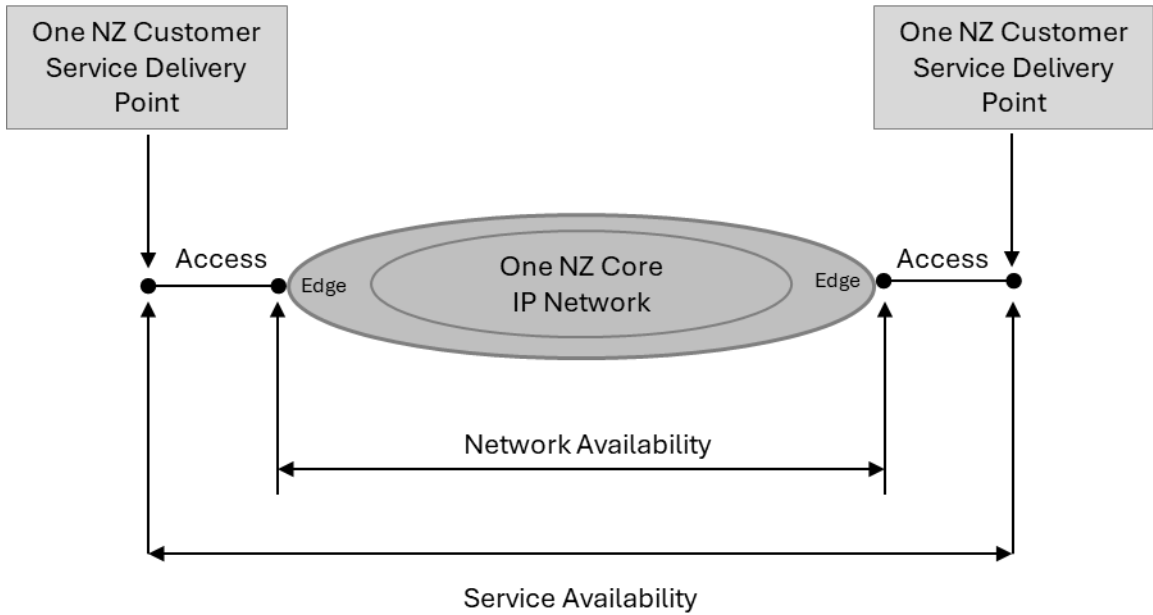 One NZ Customer
Service Delivery
Point
One NZ Customer
Service Delivery
Point
Access
Edge
One NZ Core
IP Network
Edge
Access
Network Availability
Service Availability